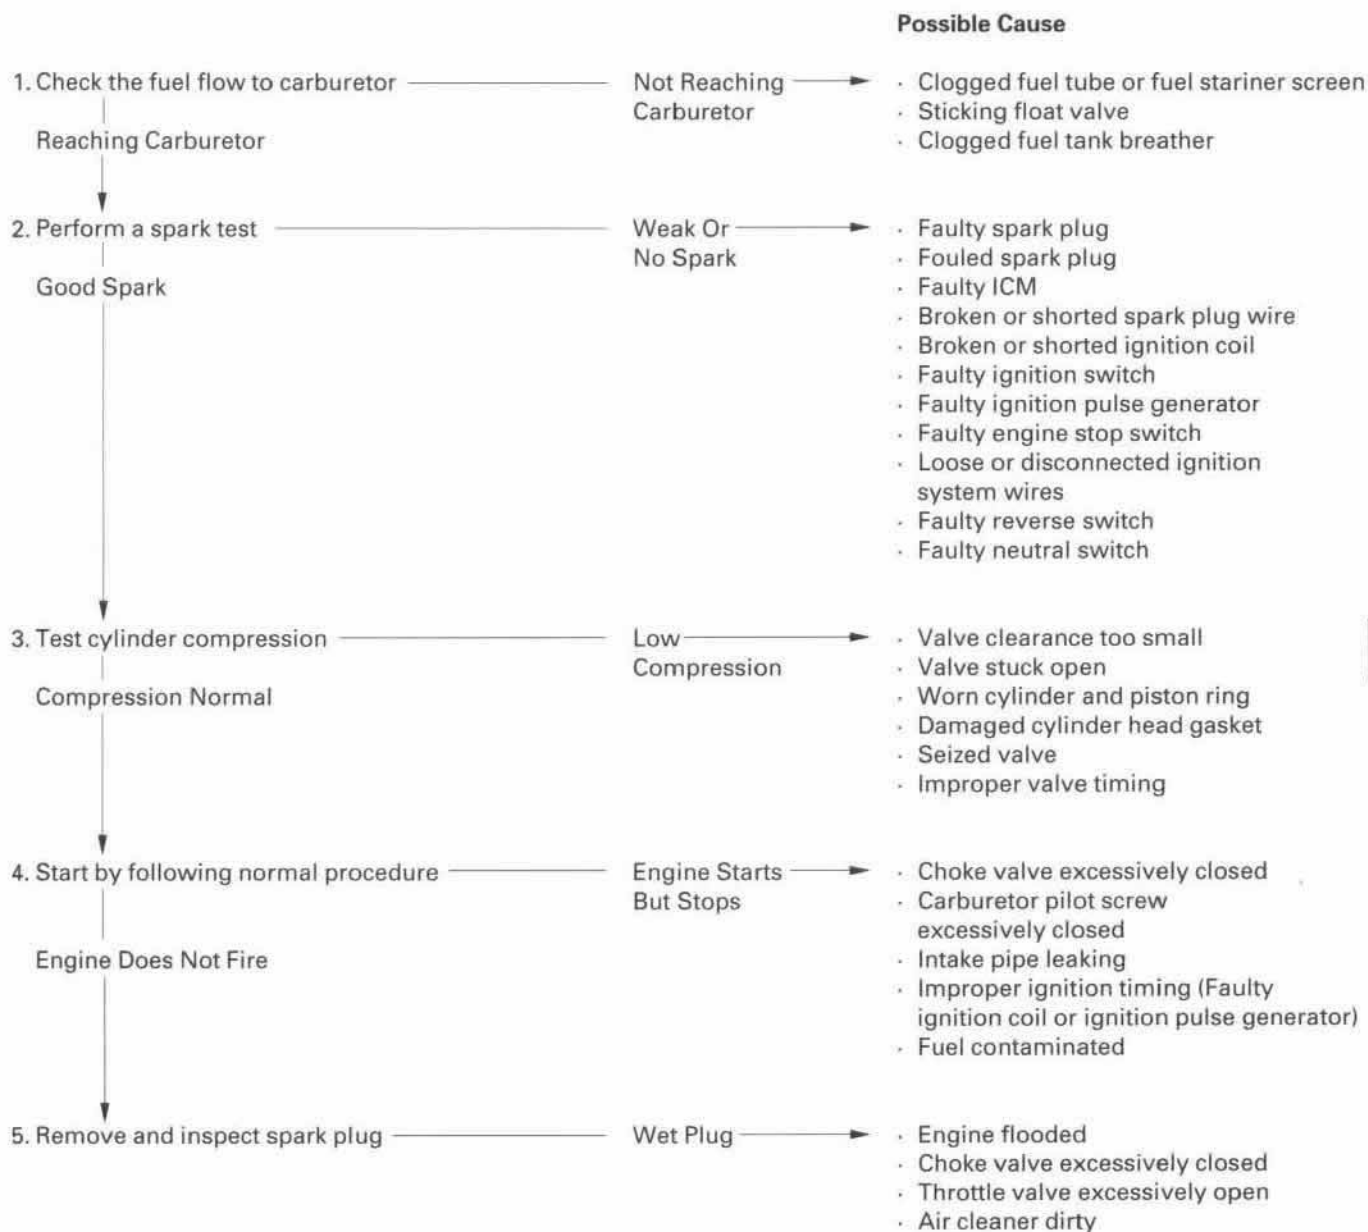 Possible Cause
1. Check the fuel flow to carburetor
Not Reaching
Carburetor
· Clogged fuel tube or fuel stariner screen
· Sticking float valve
· Clogged fuel tank breather
Reaching Carburetor
2. Perform a spark test
Weak Or
No Spark
· Faulty spark plug
· Fouled spark plug
· Faulty ICM
· Broken or shorted spark plug wire
· Broken or shorted ignition coil
· Faulty ignition switch
· Faulty ignition pulse generator
· Faulty engine stop switch
· Loose or disconnected ignition
system wires
· Faulty reverse switch
· Faulty neutral switch
Good Spark
3. Test cylinder compression
Low
Compression
· Valve clearance too small
· Valve stuck open
· Worn cylinder and piston ring
· Damaged cylinder head gasket
· Seized valve
· Improper valve timing
Compression Normal
4. Start by following normal procedure
Engine Starts
But Stops
· Choke valve excessively closed
· Carburetor pilot screw
excessively closed
· Intake pipe leaking
· Improper ignition timing (Faulty
ignition coil or ignition pulse generator)
· Fuel contaminated
Engine Does Not Fire
5. Remove and inspect spark plug
Wet Plug
· Engine flooded
· Choke valve excessively closed
· Throttle valve excessively open
· Air cleaner dirty